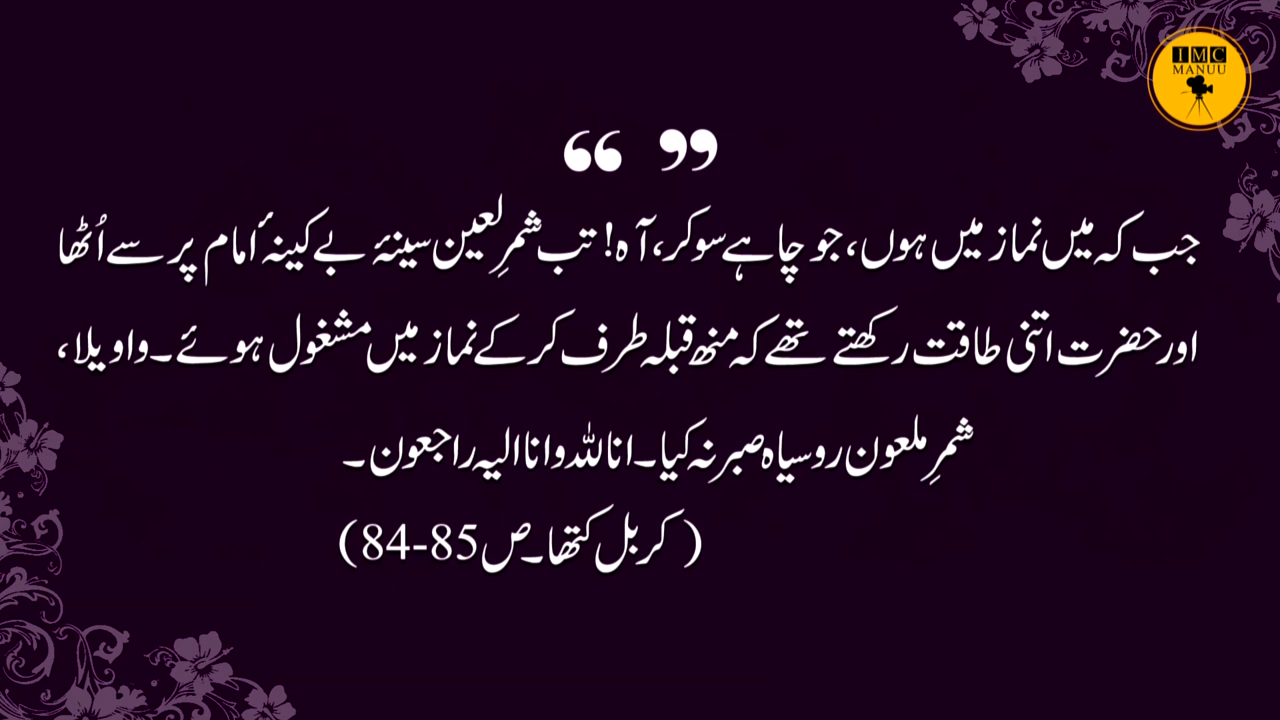 IMC
MANUU
❝ ❞
جب کہ میں نماز میں ہوں، جو چاہے سو کر، آہ! تب شمرِ لعین سینۂ بے کینۂ امام پر سے اُٹھا
اور حضرت اتنی طاقت رکھتے تھے کہ منھ قبلہ طرف کر کے نماز میں مشغول ہوئے۔ واویلا،
شمرِ ملعون روسیاہ صبر نہ کیا۔ انا للہ وانا الیہ راجعون۔
(کربل کتھا۔ ص 85-84)